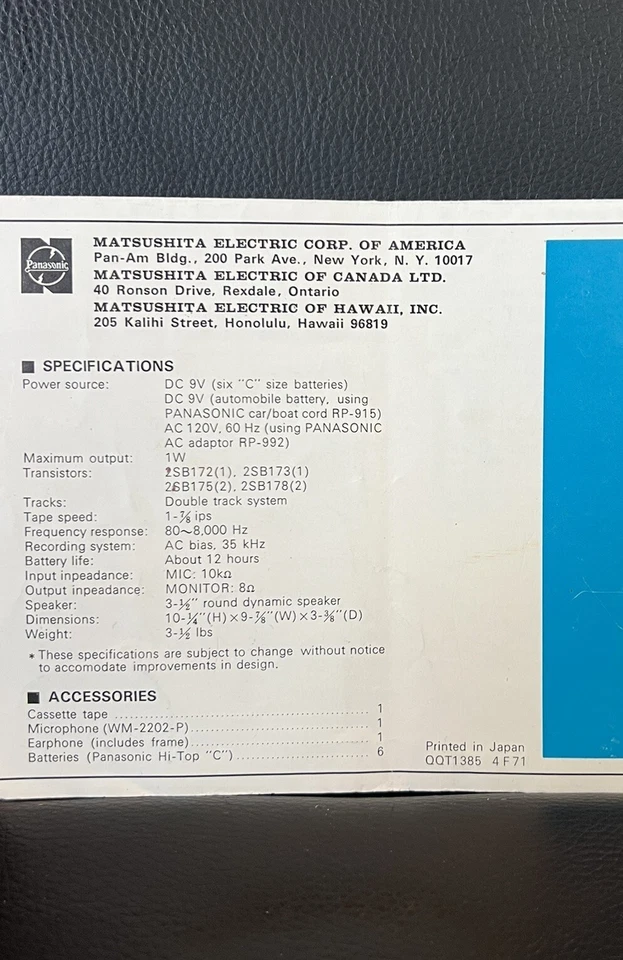 Panasonic
MATSUSHITA ELECTRIC CORP. OF AMERICA
Pan-Am Bldg., 200 Park Ave., New York, N. Y. 10017
MATSUSHITA ELECTRIC OF CANADA LTD.
40 Ronson Drive, Rexdale, Ontario
MATSUSHITA ELECTRIC OF HAWAII, INC.
205 Kalihi Street, Honolulu, Hawaii 96819
■ SPECIFICATIONS
Power source: DC 9V (six "C" size batteries)
DC 9V (automobile battery, using
PANASONIC car/boat cord RP-915)
AC 120V, 60 Hz (using PANASONIC
AC adaptor RP-992)
Maximum output: 1W
Transistors: 2SB172(1), 2SB173(1)
2SB175(2), 2SB178(2)
Tracks: Double track system
Tape speed: 1-⅞ ips
Frequency response: 80~8,000 Hz
Recording system: AC bias, 35 kHz
Battery life: About 12 hours
Input inpeadance: MIC: 10kΩ
Output inpeadance: MONITOR: 8Ω
Speaker: 3-½" round dynamic speaker
Dimensions: 10-¼"(H)×9-⅞"(W)×3-⅜"(D)
Weight: 3-½ lbs
* These specifications are subject to change without notice
to accomodate improvements in design.
■ ACCESSORIES
Cassette tape ........................................ 1
Microphone (WM-2202-P) ........................................ 1
Earphone (includes frame) ........................................ 1
Batteries (Panasonic Hi-Top "C") ........................................ 6
Printed in Japan
QQT1385 4F71